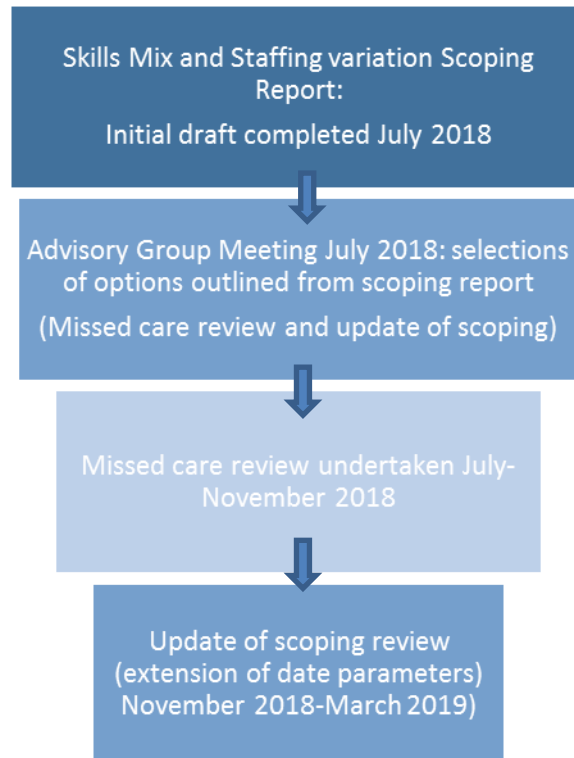 Skills Mix and Staffing variation Scoping
Report:
Initial draft completed July 2018
Advisory Group Meeting July 2018: selections
of options outlined from scoping report
(Missed care review and update of scoping)
Missed care review undertaken July-
November 2018
Update of scoping review
(extension of date parameters)
November 2018-March 2019)